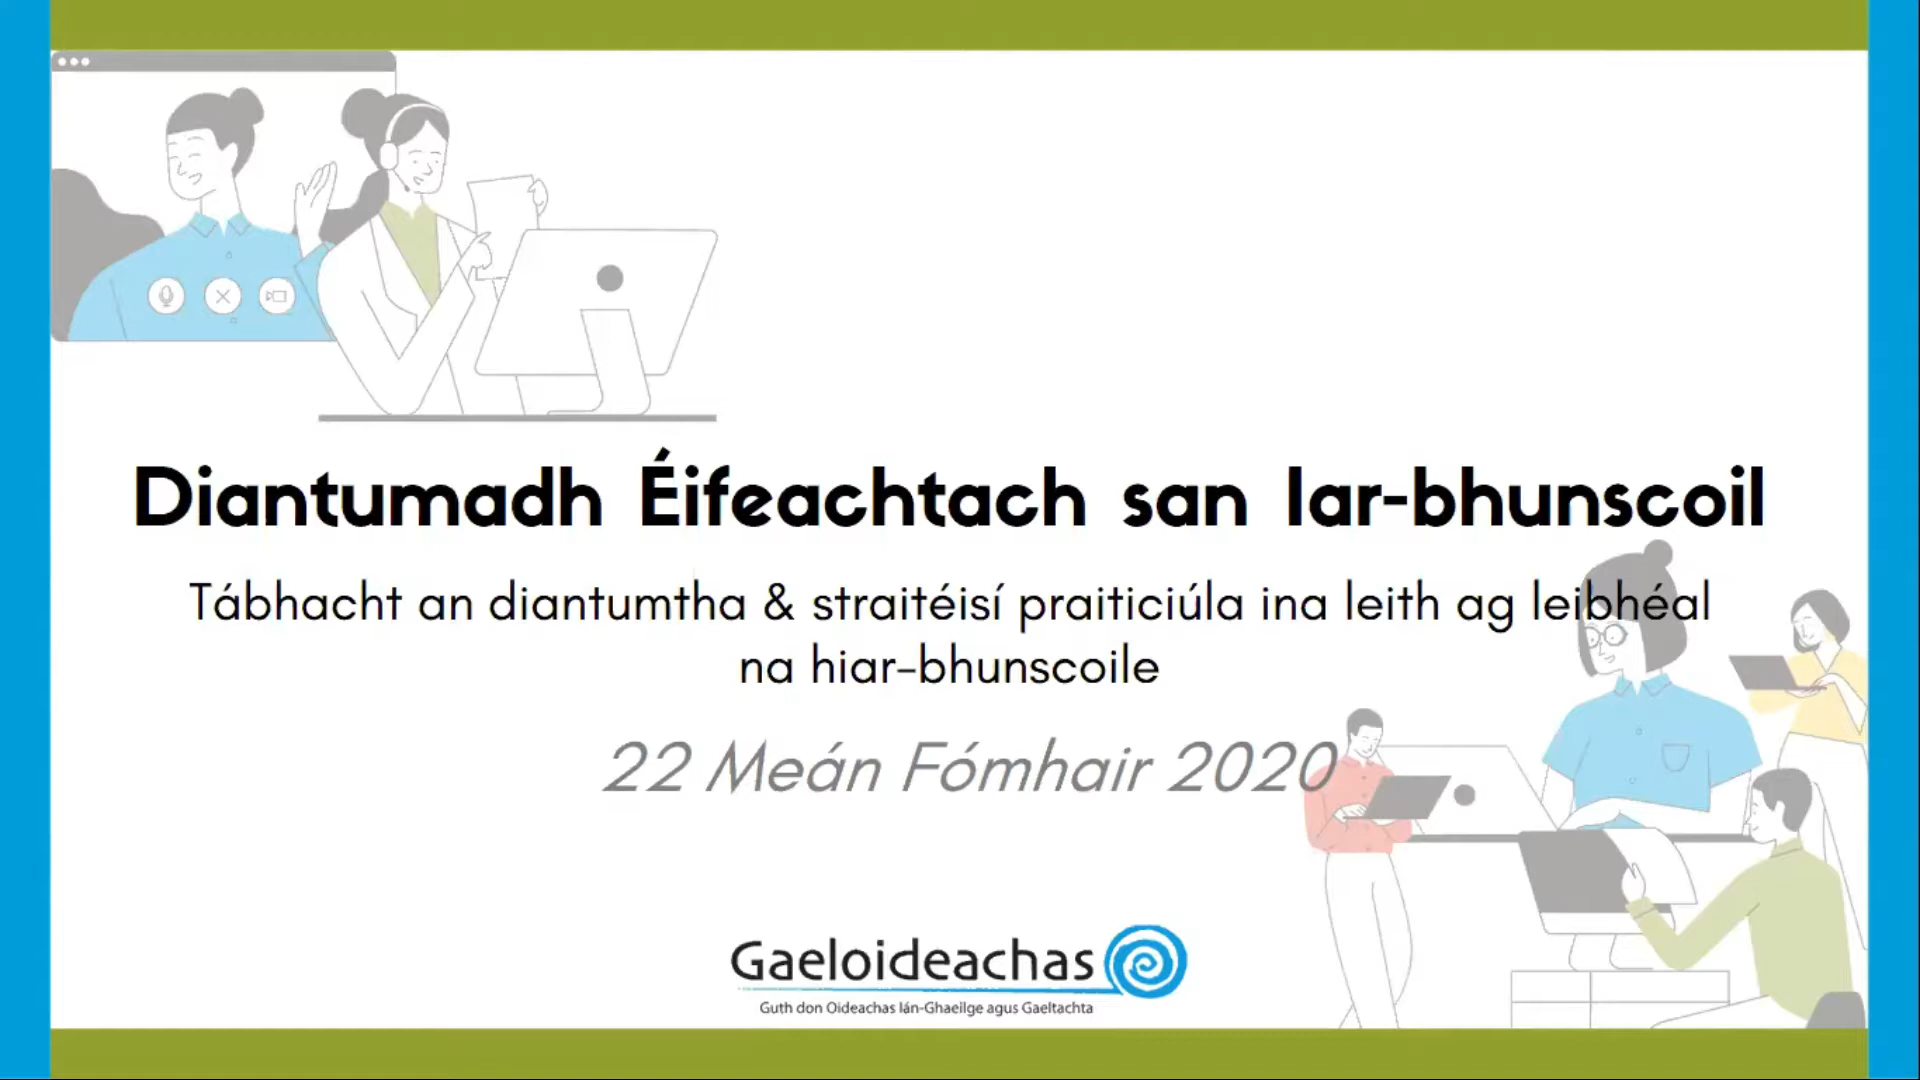 Diantumadh Éifeachtach san Iar-bhunscoil
Tábhacht an diantumtha & straitéisí praiticiúla ina leith ag leibhéal
na hiar-bhunscoile
22 Meán Fómhair 2020
Gaeloideachas
Guth don Oideachas lán-Ghaeilge agus Gaeltachta